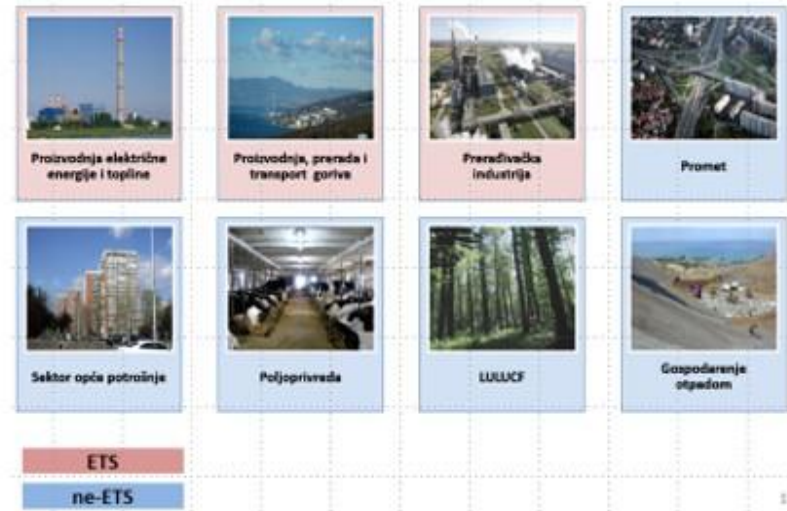 Proizvodnja električne
energije i topline
Proizvodnja, prerada i
transport goriva
Prerađivačka
industrija
Promet
Sektor opće potrošnje
Poljoprivreda
LULUCF
Gospodarenje
otpadom
ETS
ne-ETS